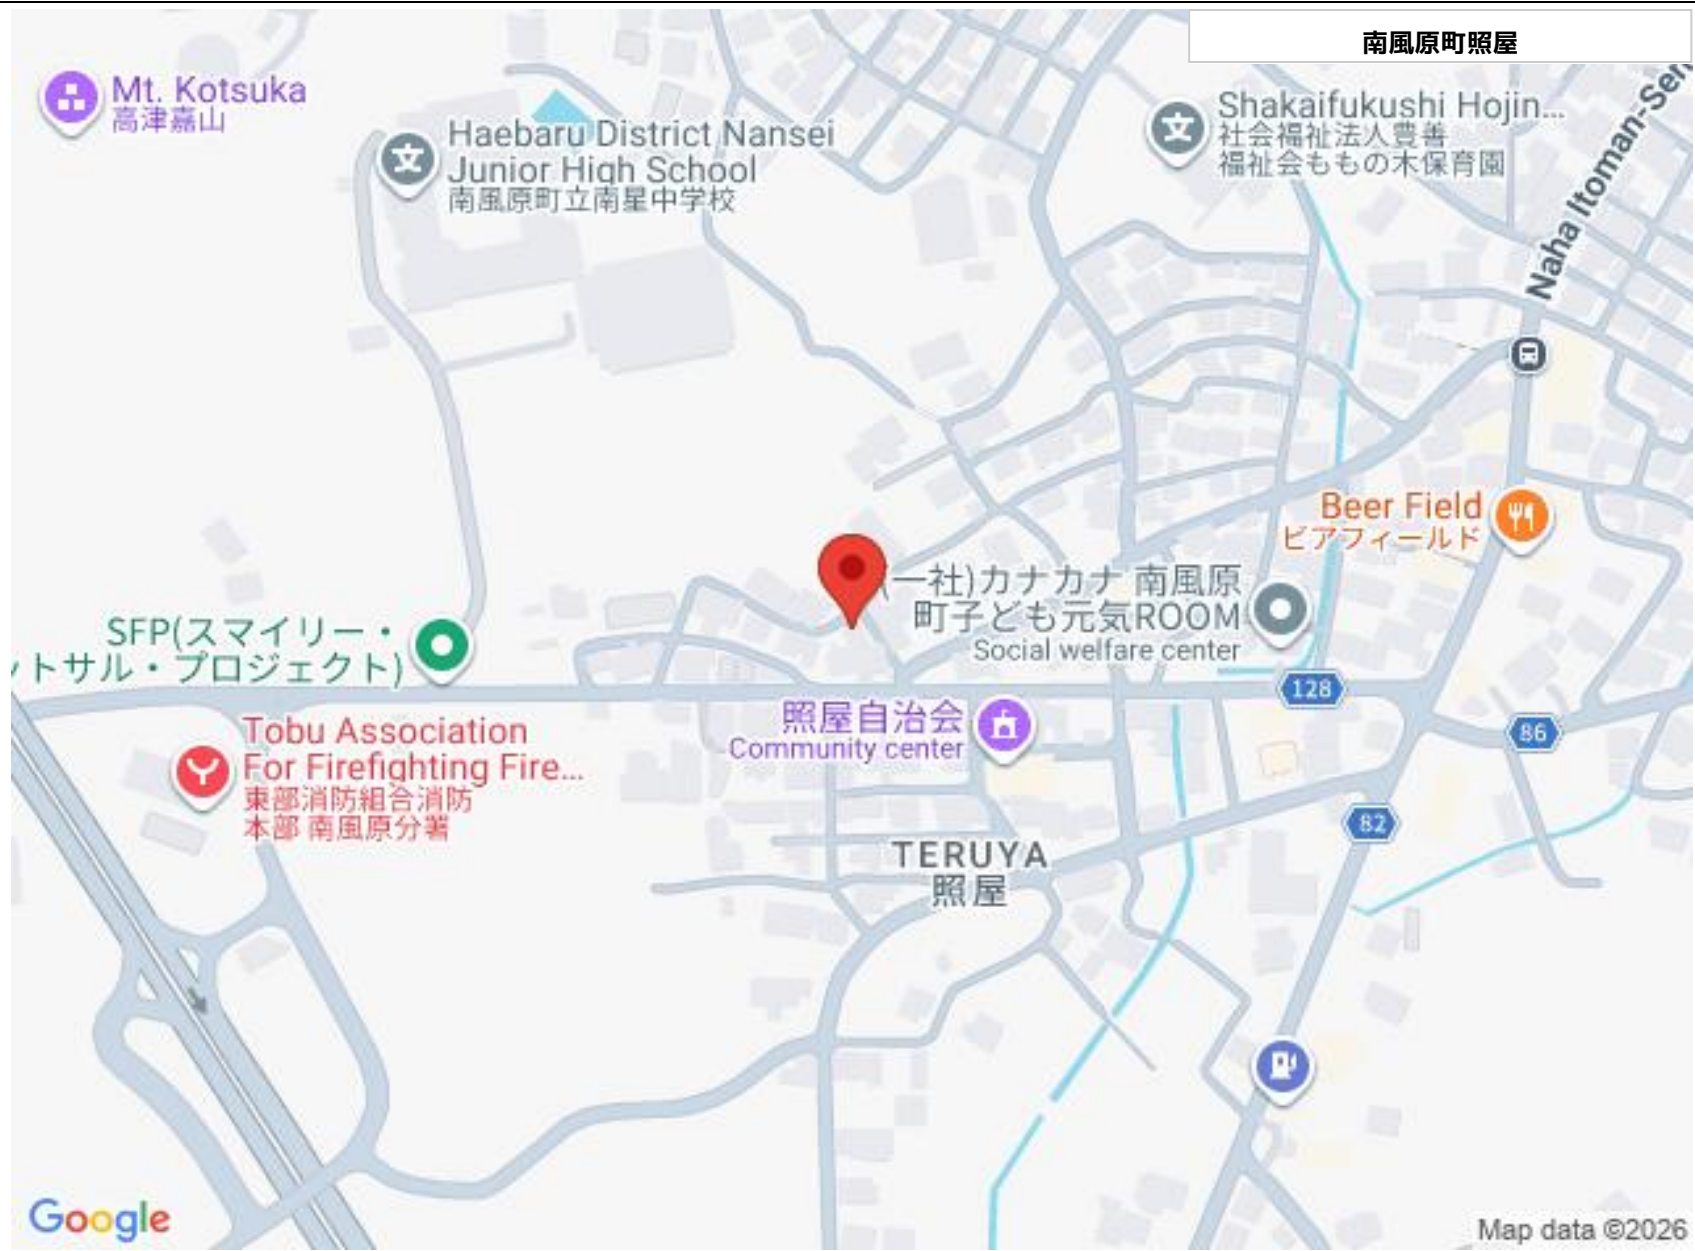 南風原町照屋
Mt. Kotsuka
高津嘉山
Haebaru District Nansei
Junior High School
南風原町立南星中学校
Shakaifukushi Hojin...
社会福祉法人豊善
福祉会ももの木保育園
Naha Itoman-Sen
Beer Field
ビアフィールド
(一社)カナカナ 南風原
町子ども元気ROOM
Social welfare center
SFP(スマイリー・
ットサル・プロジェクト)
128
照屋自治会
Community center
86
Tobu Association
For Firefighting Fire...
東部消防組合消防
本部 南風原分署
82
TERUYA
照屋
Google
Map data ©2026